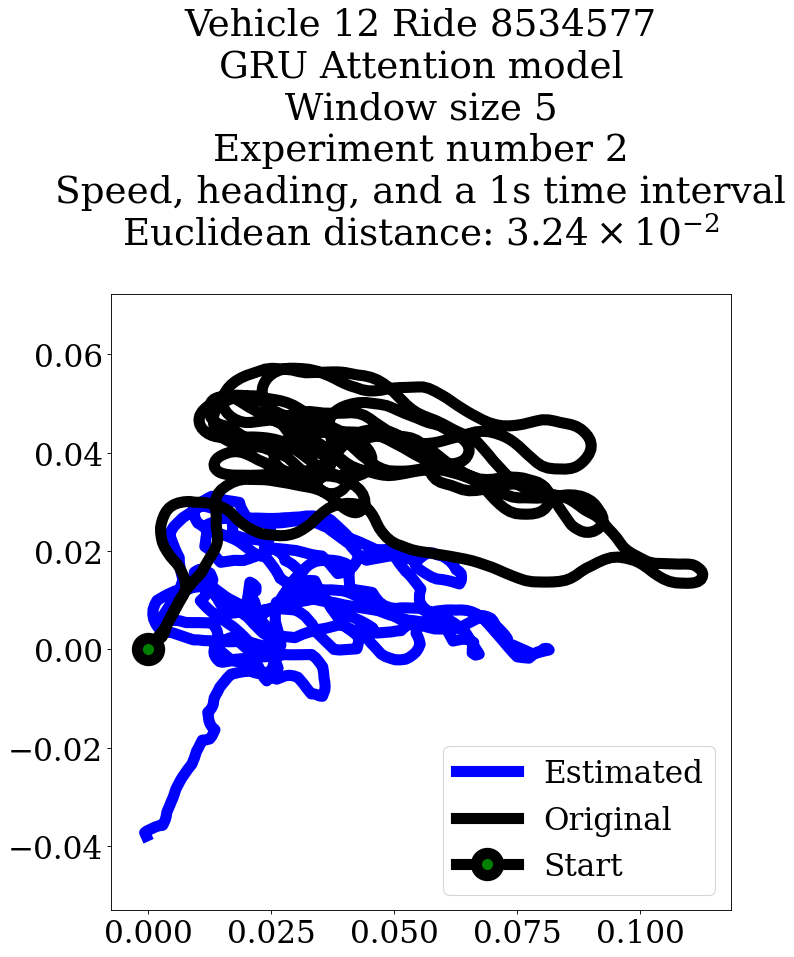 Vehicle 12 Ride 8534577
GRU Attention model
Window size 5
Experiment number 2
Speed, heading, and a 1s time interval
Euclidean distance: 3.24 × 10⁻²
0.06
0.04
0.02
0.00
−0.02
−0.04
Estimated
Original
Start
0.000 0.025 0.050 0.075 0.100